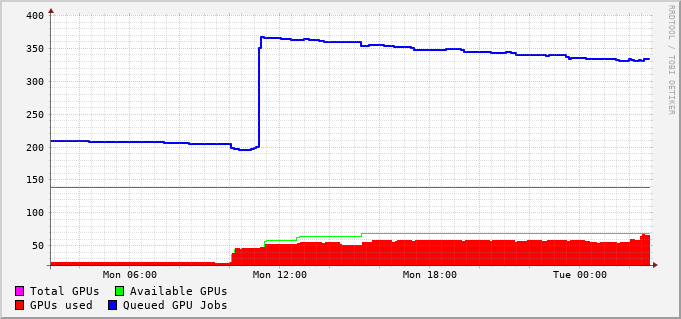 400
350
300
250
200
150
100
50
Mon 06:00 Mon 12:00 Mon 18:00 Tue 00:00
Total GPUs Available GPUs
GPUs used Queued GPU Jobs
RRDTOOL / TOBI OETIKER